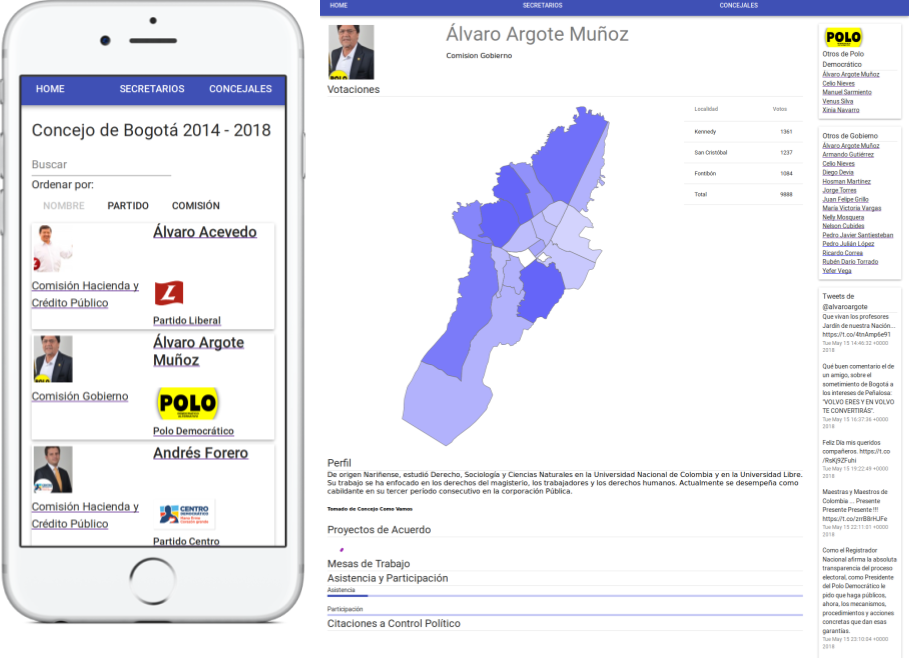 HOME SECRETARIOS CONCEJALES
Concejo de Bogotá 2014 - 2018
Buscar
Ordenar por:
NOMBRE PARTIDO COMISIÓN
Álvaro Acevedo
Comisión Hacienda y
Crédito Público
L
Partido Liberal
Álvaro Argote
Muñoz
POLO
Comisión Gobierno
POLO
Polo Democrático
Andrés Forero
Comisión Hacienda y
Crédito Público
CENTRO
DEMOCRÁTICO
Partido Centro
HOME SECRETARIOS CONCEJALES
POLO
Álvaro Argote Muñoz
Comision Gobierno
Votaciones
Localidad Votos
Kennedy 1361
San Cristóbal 1237
Fontibón 1084
Total 9888
Perfil
De origen Nariñense, estudió Derecho, Sociología y Ciencias Naturales en la Universidad Nacional de Colombia y en la Universidad Libre.
Su trabajo se ha enfocado en los derechos del magisterio, los trabajadores y los derechos humanos. Actualmente se desempeña como
cabildante en su tercer período consecutivo en la corporación Pública.
Tomado de Concejo Como Vamos
Proyectos de Acuerdo
Mesas de Trabajo
Asistencia y Participación
Asistencia
Participación
Citaciones a Control Político
POLO
Otros de Polo
Democrático
Álvaro Argote Muñoz
Celio Nieves
Manuel Sarmiento
Venus Silva
Xinia Navarro
Otros de Gobierno
Álvaro Argote Muñoz
Armando Gutiérrez
Celio Nieves
Diego Devia
Hosman Martínez
Jorge Torres
Juan Felipe Grillo
María Victoria Vargas
Nelly Mosquera
Nelson Cubides
Pedro Javier Santiesteban
Pedro Julián López
Ricardo Correa
Rubén Darío Torrado
Yefer Vega
Tweets de
@alvaroargote
Que vivan los profesores
Jardín de nuestra Nación...
https://t.co/4tnAmp6e91
Tue May 15 14:46:32 +0000
2018
Qué buen comentario el de
un amigo, sobre el
sometimiento de Bogotá a
los intereses de Peñalosa:
"VOLVO ERES Y EN VOLVO
TE CONVERTIRÁS".
Tue May 15 16:37:36 +0000
2018
Feliz Día mis queridos
compañeros. https://t.co
/RsKj9ZFuhi
Tue May 15 19:22:49 +0000
2018
Maestras y Maestros de
Colombia ... Presente
Presente Presente !!!
https://t.co/zrrBBrHJFe
Tue May 15 22:11:01 +0000
2018
Como el Registrador
Nacional afirma la absoluta
transparencia del proceso
electoral, como Presidente
del Polo Democrático le
pido que haga públicos,
ahora, los mecanismos,
procedimientos y acciones
concretas que dan esas
garantías.
Tue May 15 23:10:04 +0000
2018